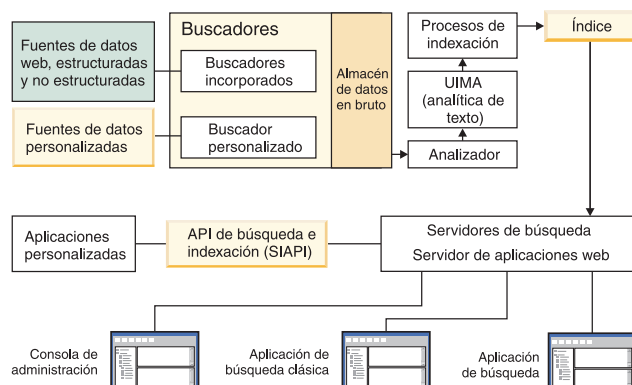 Fuentes de datos
web, estructuradas
y no estructuradas
Buscadores
Buscadores
incorporados
Almacén
de datos
en bruto
Procesos de
indexación
Índice
UIMA
(analítica de
texto)
Fuentes de datos
personalizadas
Buscador
personalizado
Analizador
Aplicaciones
personalizadas
API de búsqueda e
indexación (SIAPI)
Servidores de búsqueda
Servidor de aplicaciones web
Consola de
administración
Aplicación de
búsqueda clásica
Aplicación
de búsqueda